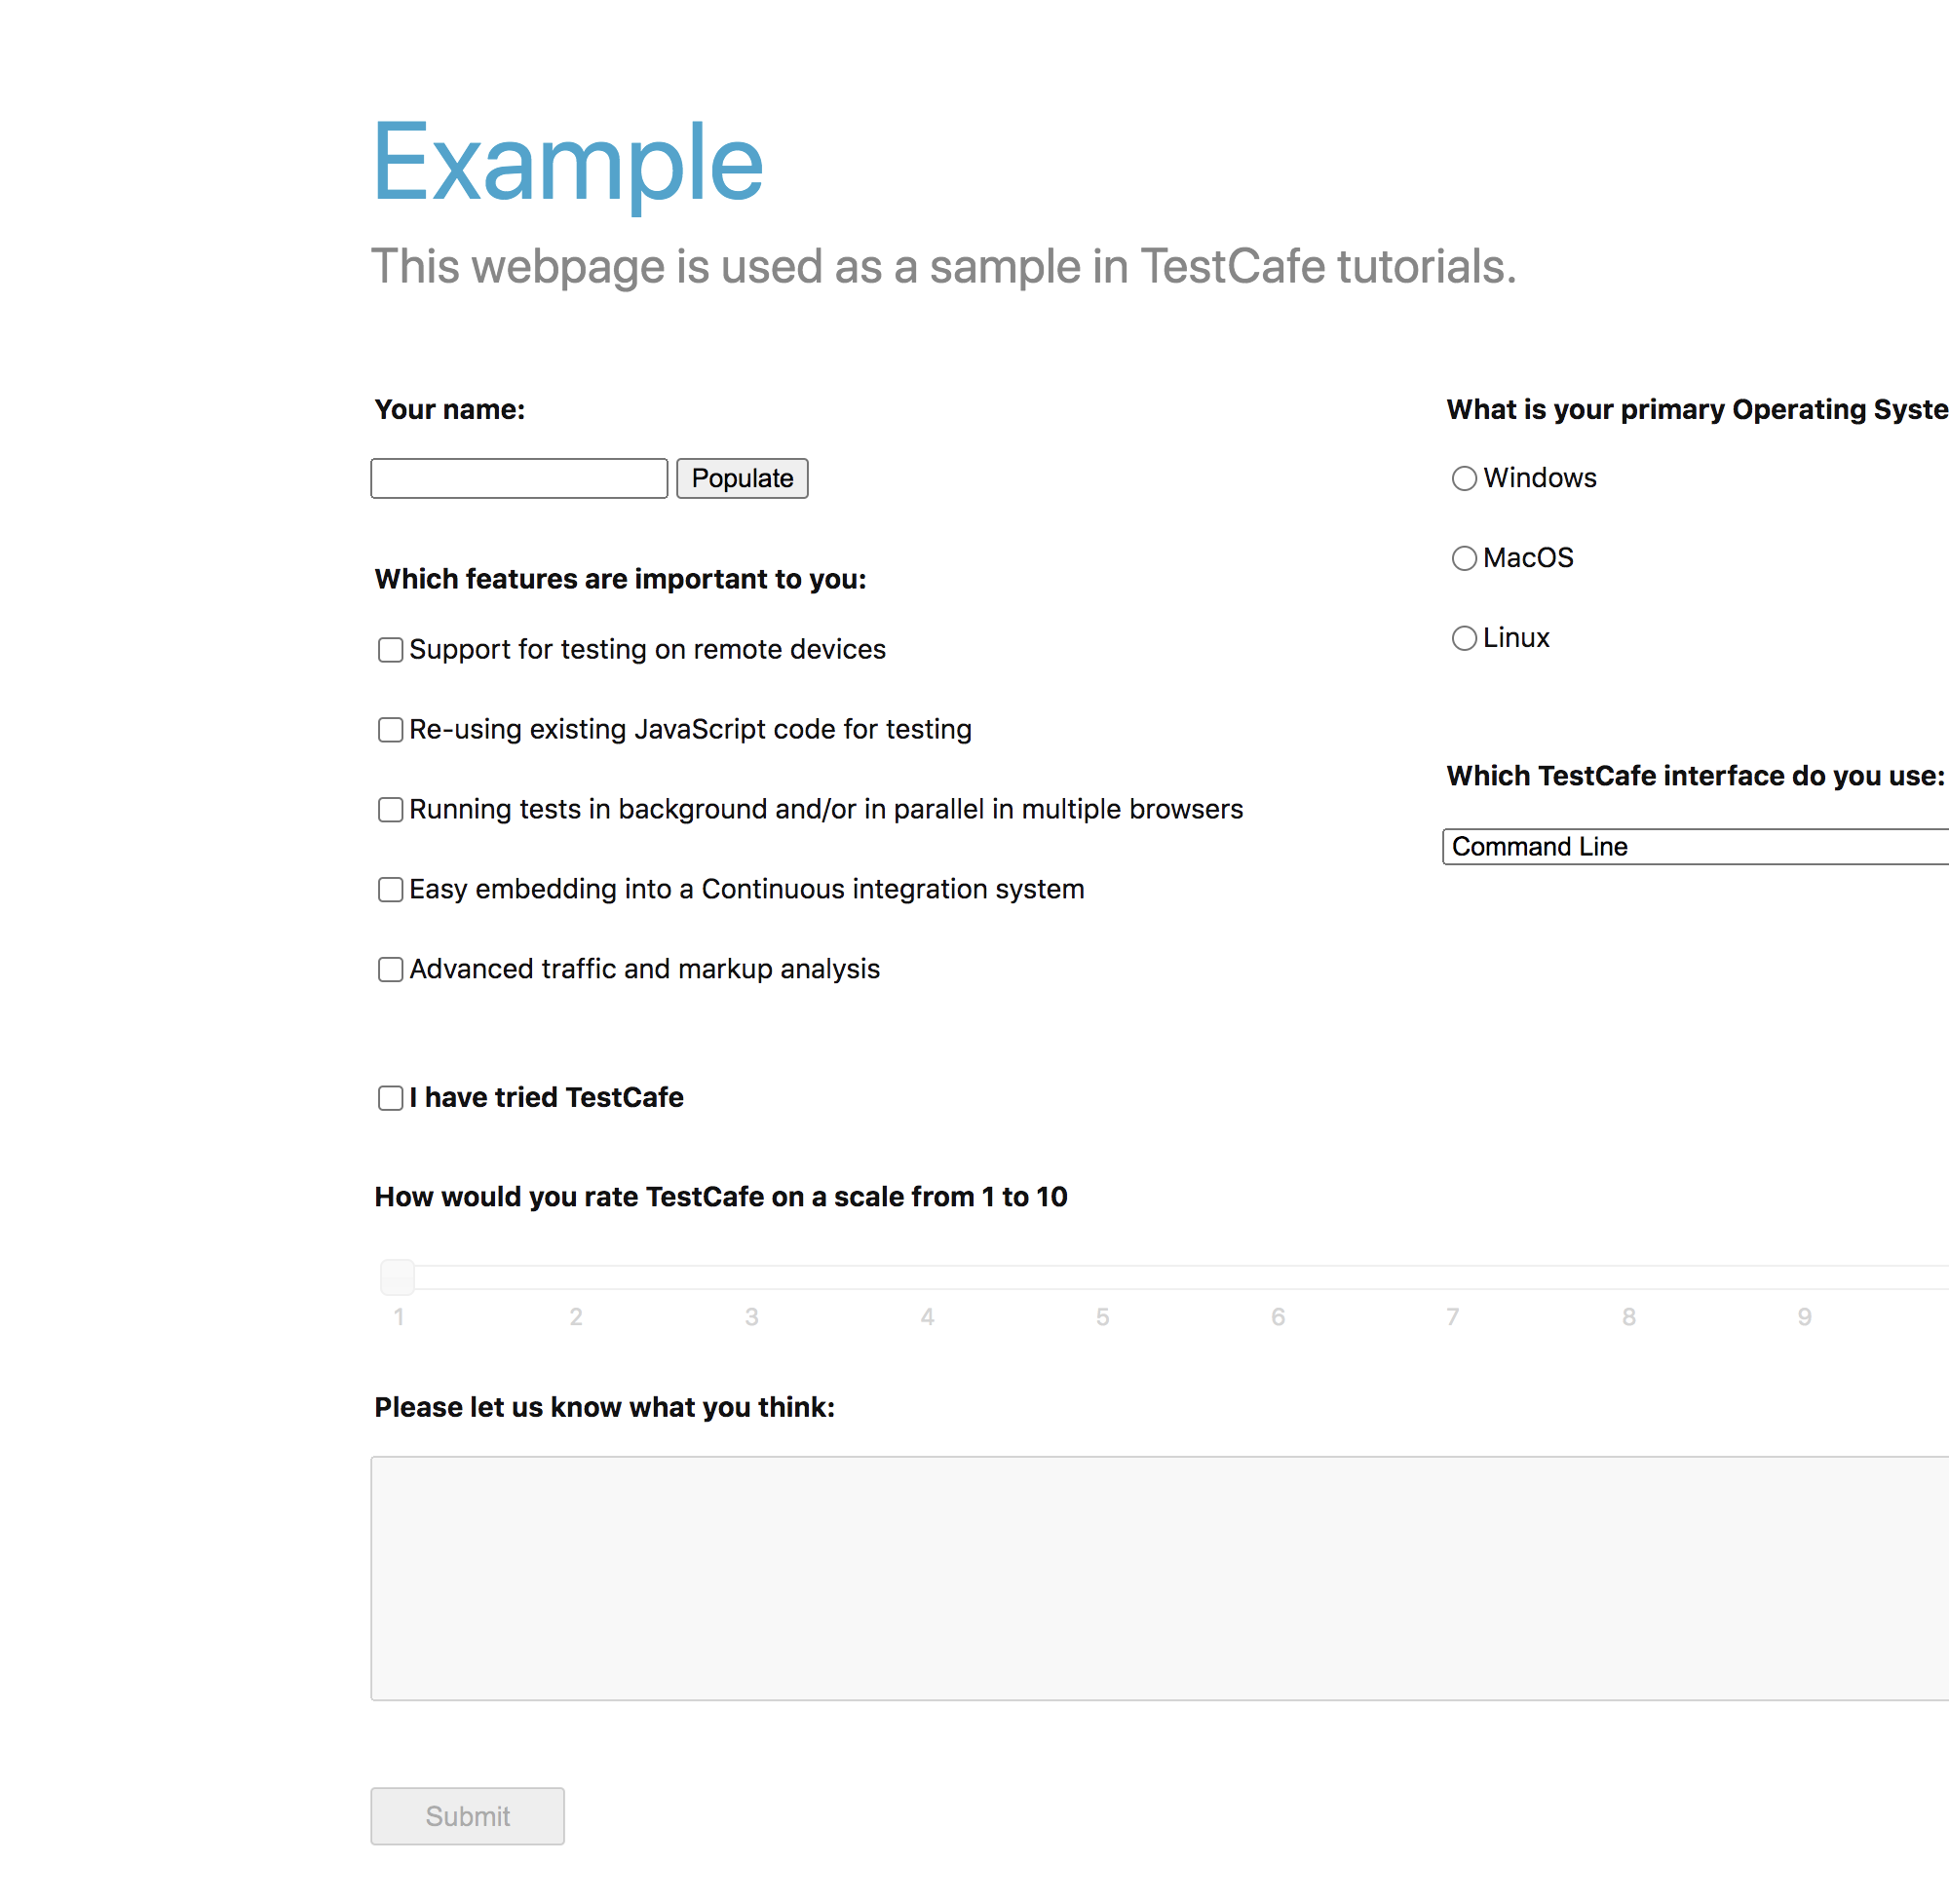 Example
This webpage is used as a sample in TestCafe tutorials.
Your name:
Populate
Which features are important to you:
Support for testing on remote devices
Re-using existing JavaScript code for testing
Running tests in background and/or in parallel in multiple browsers
Easy embedding into a Continuous integration system
Advanced traffic and markup analysis
What is your primary Operating Syste
Windows
MacOS
Linux
Which TestCafe interface do you use:
Command Line
I have tried TestCafe
How would you rate TestCafe on a scale from 1 to 10
1 2 3 4 5 6 7 8 9
Please let us know what you think:
Submit